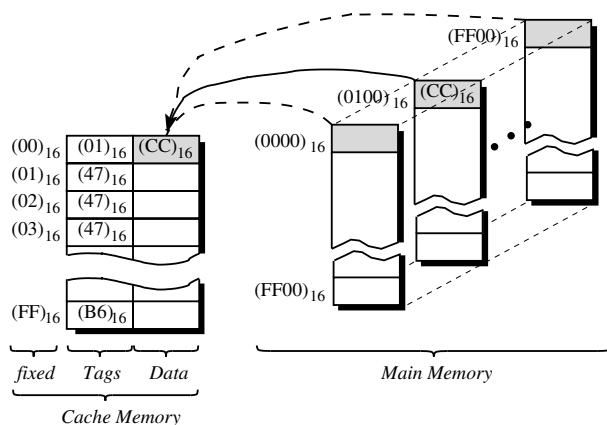 (FF00)16
(0100)16 (CC)16
(0000)16
(00)16 (01)16 (CC)16
(01)16 (47)16
(02)16 (47)16
(03)16 (47)16
(FF00)16
(FF)16 (B6)16
fixed Tags Data Main Memory
Cache Memory